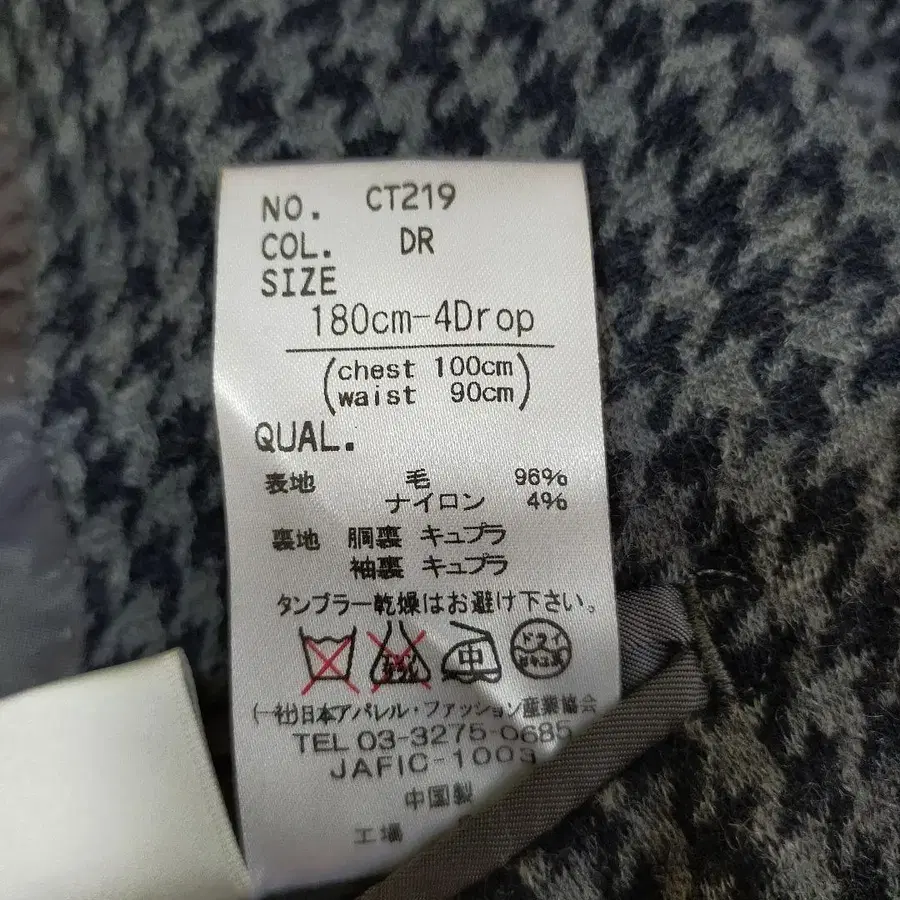 NO. CT219
COL. DR
SIZE
180cm-4Drop
(chest 100cm
waist 90cm)
QUAL.
表地 毛 96%
ナイロン 4%
裏地 胴裏 キュプラ
袖裏 キュプラ
タンブラー乾燥はお避け下さい。
中 ドライ
(一社)日本アパレル・ファッション産業協会
TEL 03-3275-0685
JAFIC-1003
中国製
工場